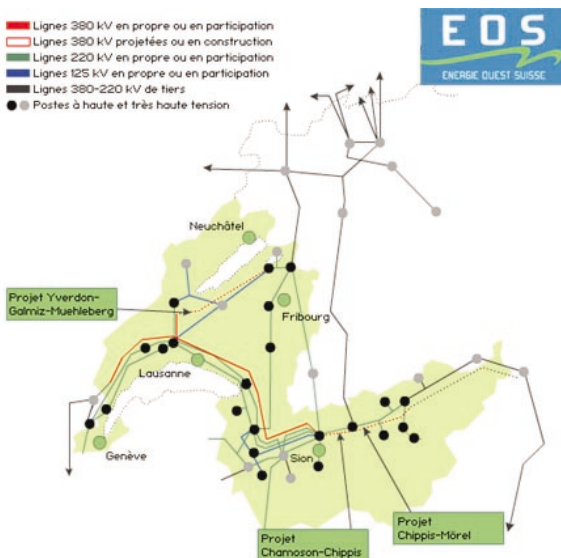 Lignes 380 kV en propre ou en participation
Lignes 380 kV projetées ou en construction
Lignes 220 kV en propre ou en participation
Lignes 125 kV en propre ou en participation
Lignes 380-220 kV de tiers
Postes à haute et très haute tension
EOS
ENERGIE OUEST SUISSE
Neuchâtel
Projet Yverdon-
Galmiz-Muehleberg
Fribourg
Lausanne
Genève
Sion
Projet
Chippis-Mörel
Projet
Chamoson-Chippis